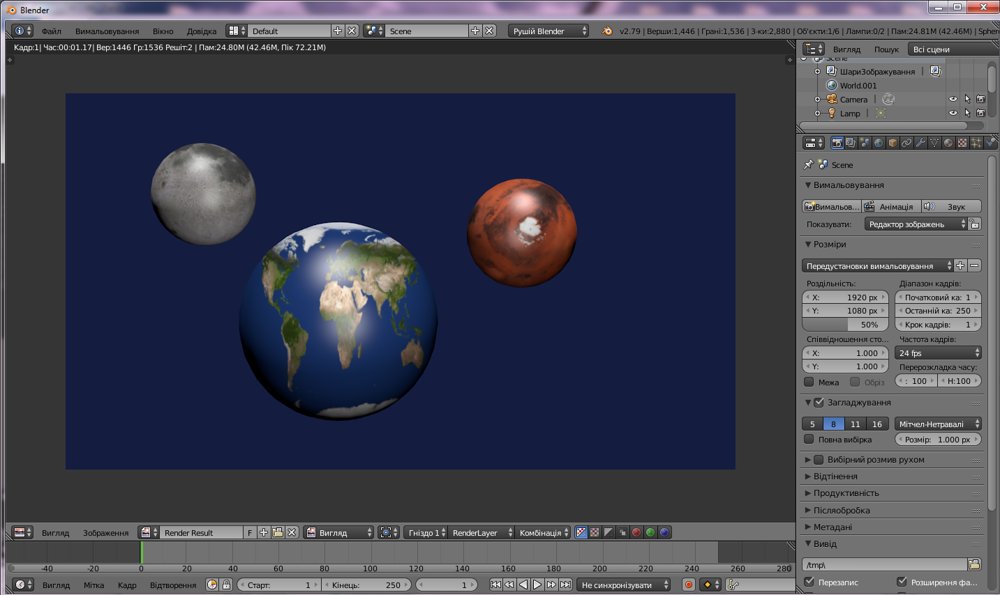 Blender
Файл Вимальовування Вікно Довідка Default Scene Рушій Blender v2.79 | Верши:1,446 | Грані:1,536 | 3-ки:2,880 | Об'єкти:1/6 | Лампи:0/2 | Пам:24.81M (42.46M) | Spher
Кадр:1| Час:00:01.17| Вер:1446 Гр:1536 Решіт:2 | Пам:24.80M (42.46M, Пік 72.21M)
Вигляд Пошук Всі сцени
Scene
ШариЗображування |
World.001
Camera |
Lamp |
Scene
Вимальовування
Вимальов... Анімація Звук
Показувати: Редактор зображень
Розміри
Передустановки вимальовування
Роздільність: Діапазон кадрів:
X: 1920 px Початковий ка: 1
Y: 1080 px Останній ка: 250
50% Крок кадрів: 1
Співвідношення сто... Частота кадрів:
X: 1.000 24 fps
Y: 1.000 Перерозкладка часу:
Межа Обріз : 100 Н:100
Загладжування
5 8 11 16 Мітчел-Нетравалі
Повна вибірка Розмір: 1.000 px
Вибірний розмив рухом
Відтінення
Продуктивність
Післяобробка
Метадані
Вивід
/tmp\
Перезапис Розширення фа...
Вигляд Зображення Render Result F Вигляд Гніздо 1 RenderLayer Комбінація
-40 -20 0 20 40 60 80 100 120 140 160 180 200 220 240 260 280
Вигляд Мітка Кадр Відтворення Старт: 1 Кінець: 250 1 Не синхронізувати